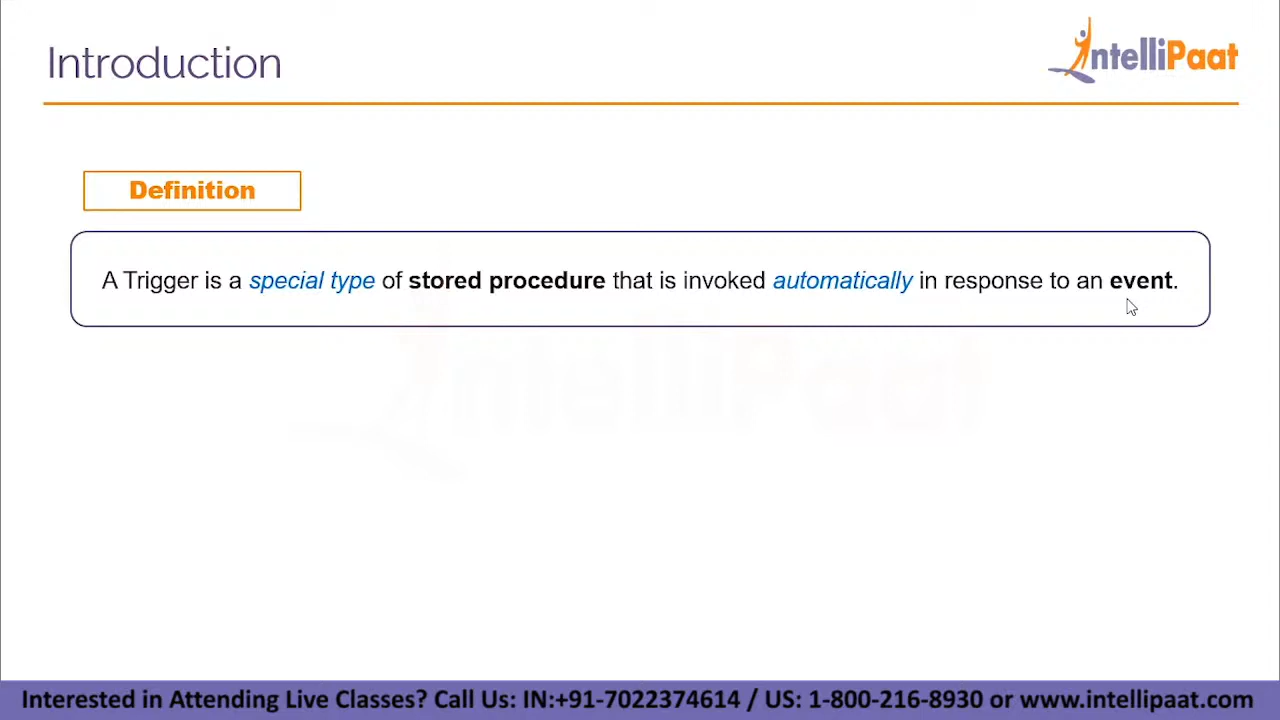 Introduction
IntelliPaat
Definition
A Trigger is a special type of stored procedure that is invoked automatically in response to an event.
IntelliPaat
Interested in Attending Live Classes? Call Us: IN:+91-7022374614 / US: 1-800-216-8930 or www.intellipaat.com